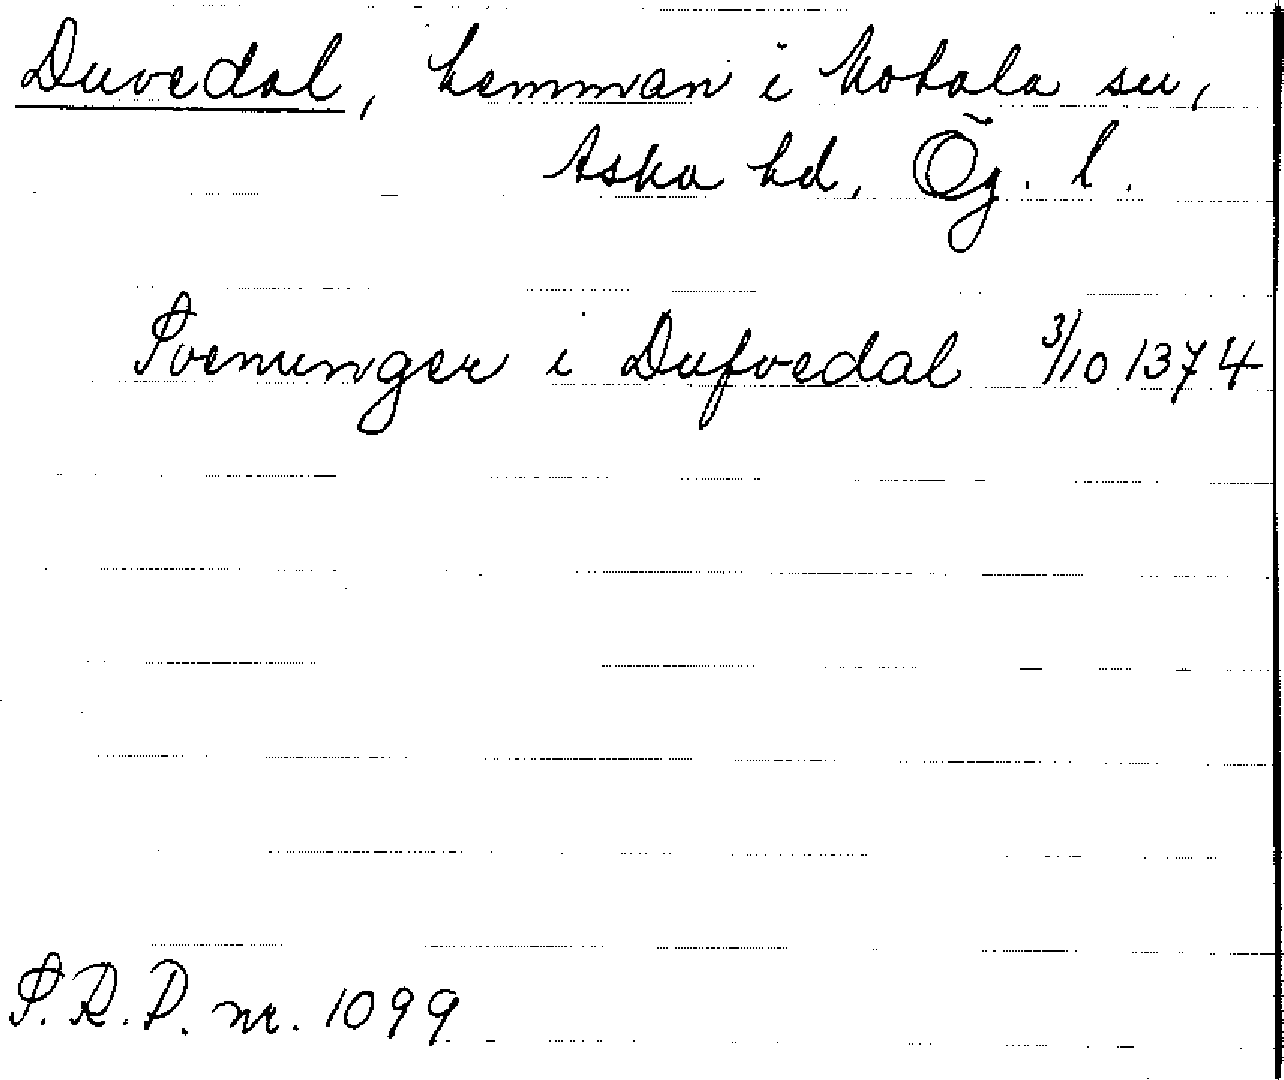 Duvedal, hemman i Motala sn,
Aska hd, Ög. l.
Svenunger i Dufvedal 3/10 1374
S.R.P. nr. 1099